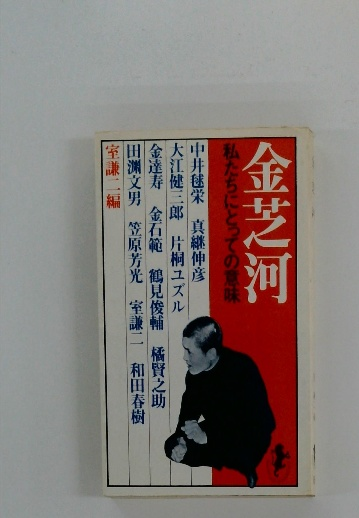 金芝河
私たちにとっての意味
中井毬栄 真継伸彦
大江健三郎 片桐ユズル
金達寿 金石範 鶴見俊輔 橘賢之助
田淵文男 笠原芳光 室謙二 和田春樹
室謙二編